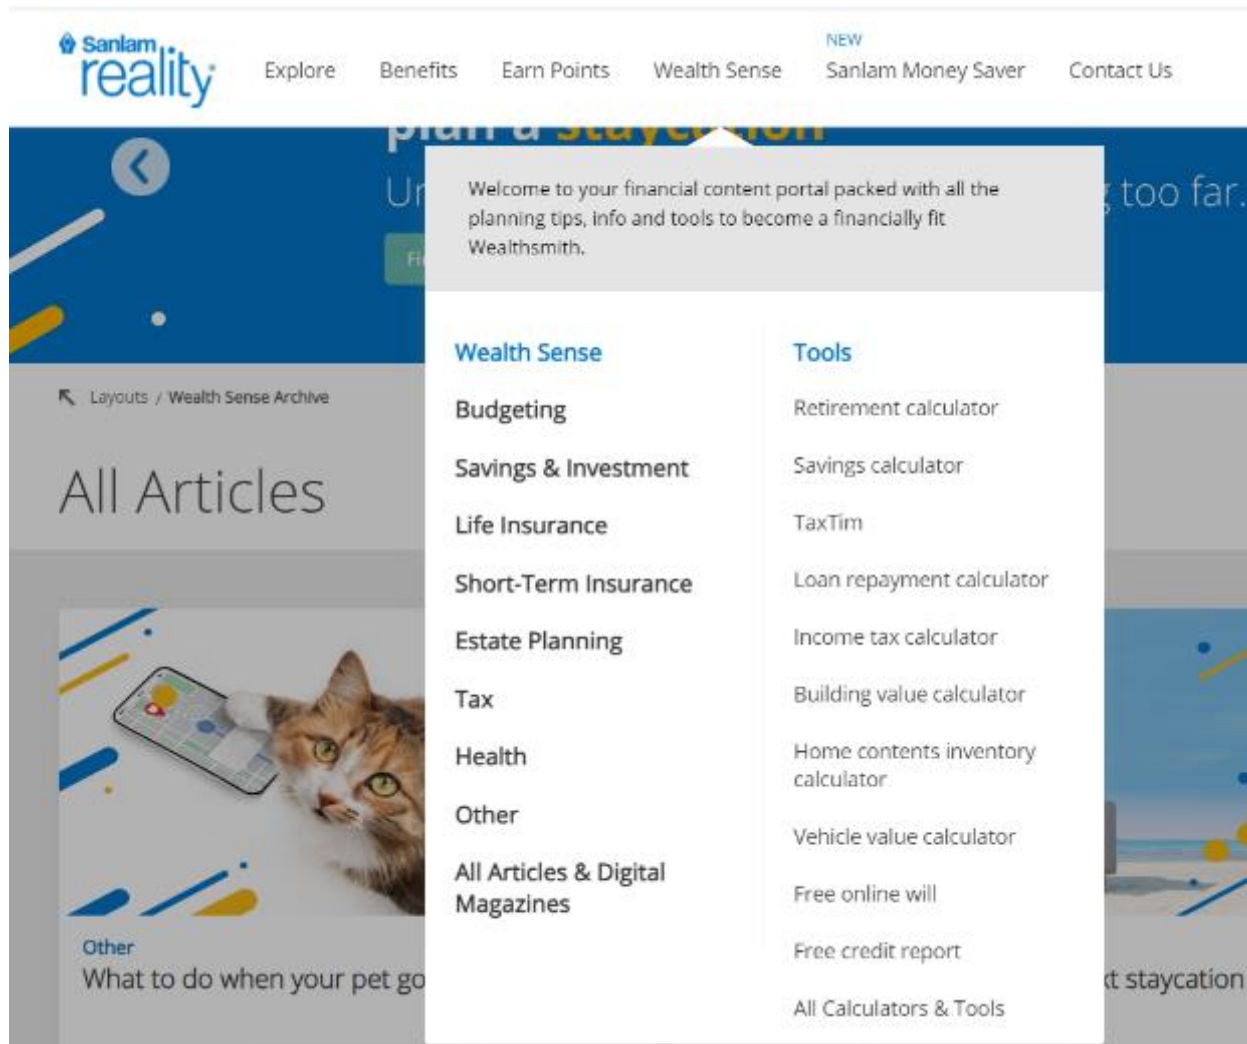 Sanlam
reality
Explore
Benefits
Earn Points
Wealth Sense
NEW
Sanlam Money Saver
Contact Us
plan a staycation
too far.
Welcome to your financial content portal packed with all the
planning tips, info and tools to become a financially fit
Wealthsmith.
Layouts / Wealth Sense Archive
All Articles
Wealth Sense
Budgeting
Savings & Investment
Life Insurance
Short-Term Insurance
Estate Planning
Tax
Health
Other
All Articles & Digital
Magazines
Tools
Retirement calculator
Savings calculator
TaxTim
Loan repayment calculator
Income tax calculator
Building value calculator
Home contents inventory
calculator
Vehicle value calculator
Free online will
Free credit report
All Calculators & Tools
Other
What to do when your pet go
staycation